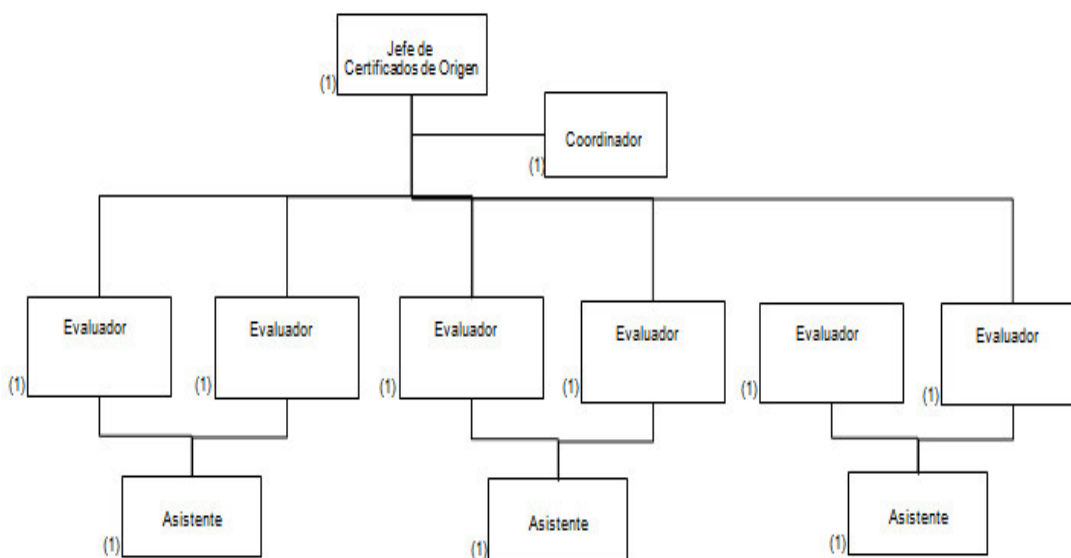 Jefe de
Certificados de Origen
(1)
Coordinador
(1)
Evaluador
(1)
Evaluador
(1)
Evaluador
(1)
Evaluador
(1)
Evaluador
(1)
Evaluador
(1)
Asistente
(1)
Asistente
(1)
Asistente
(1)